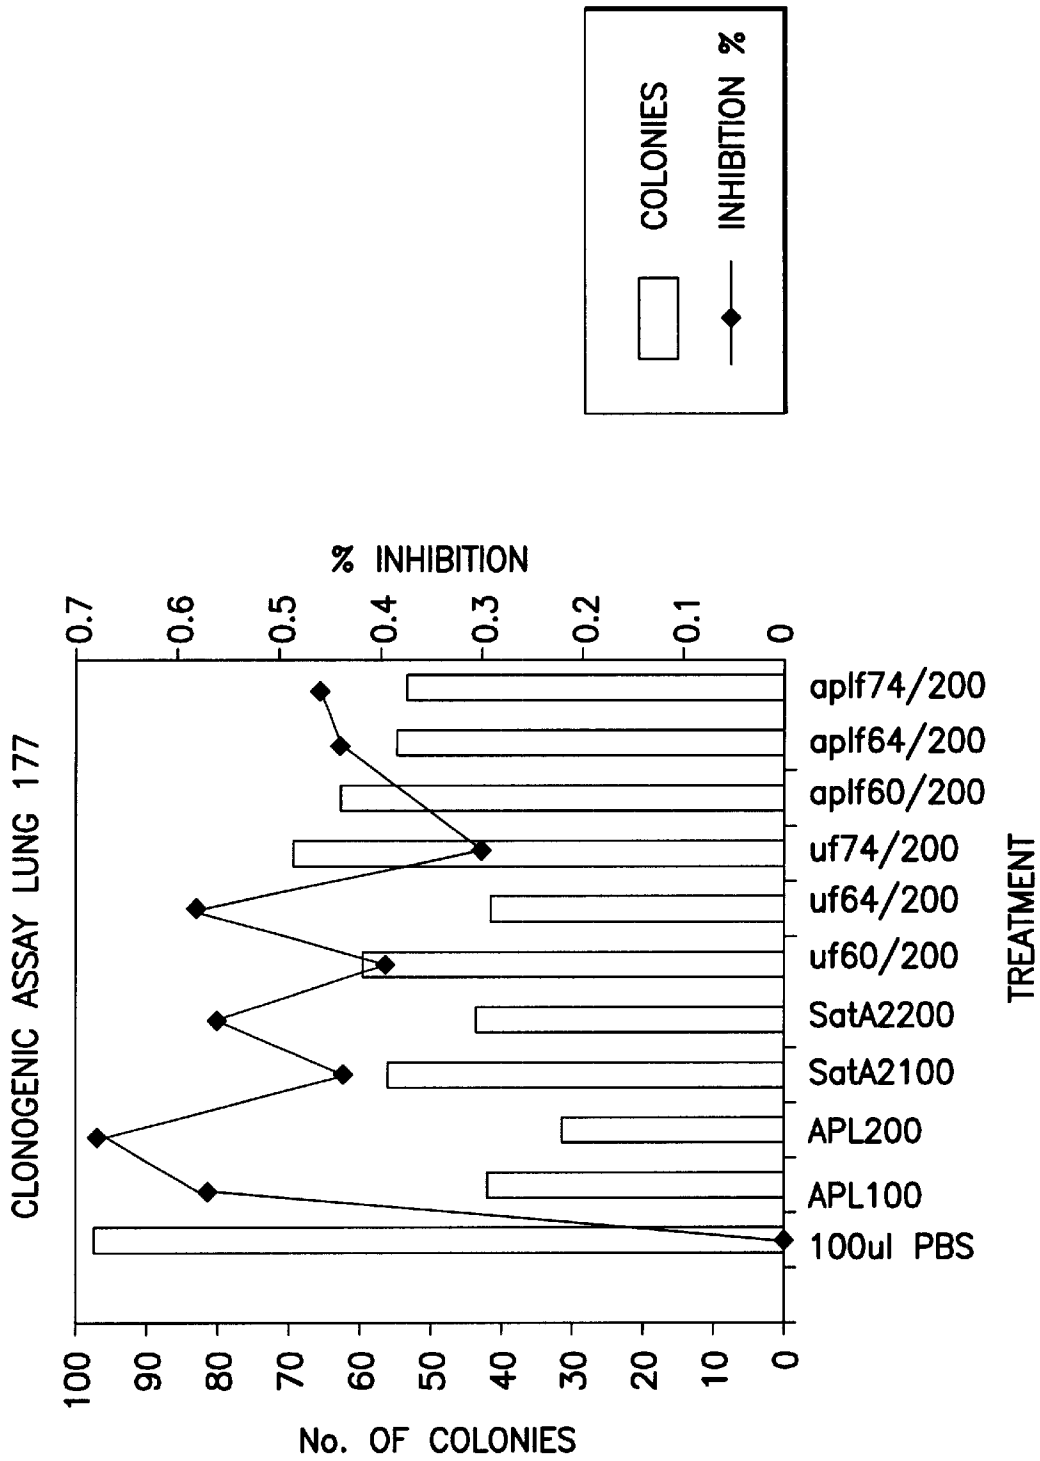 CLONOGENIC ASSAY LUNG 177
No. OF COLONIES
100
90
80
70
60
50
40
30
20
10
0
% INHIBITION
0.7
0.6
0.5
0.4
0.3
0.2
0.1
0
100ul PBS
APL100
APL200
SatA2100
SatA2200
uf60/200
uf64/200
uf74/200
aplf60/200
aplf64/200
aplf74/200
TREATMENT
COLONIES
INHIBITION %